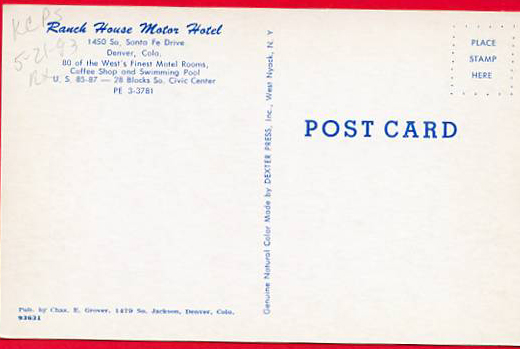 KCPS
5-21-93
Ranch House Motor Hotel
1450 So. Santa Fe Drive
Denver, Colo.
80 of the West's Finest Motel Rooms,
Coffee Shop and Swimming Pool
U. S. 85-87 — 28 Blocks So. Civic Center
PE 3-3781
Pub. by Chas. E. Grover, 1479 So. Jackson, Denver, Colo.
93631
Genuine Natural Color Made by DEXTER PRESS, Inc., West Nyack, N. Y
PLACE
STAMP
HERE
POST CARD